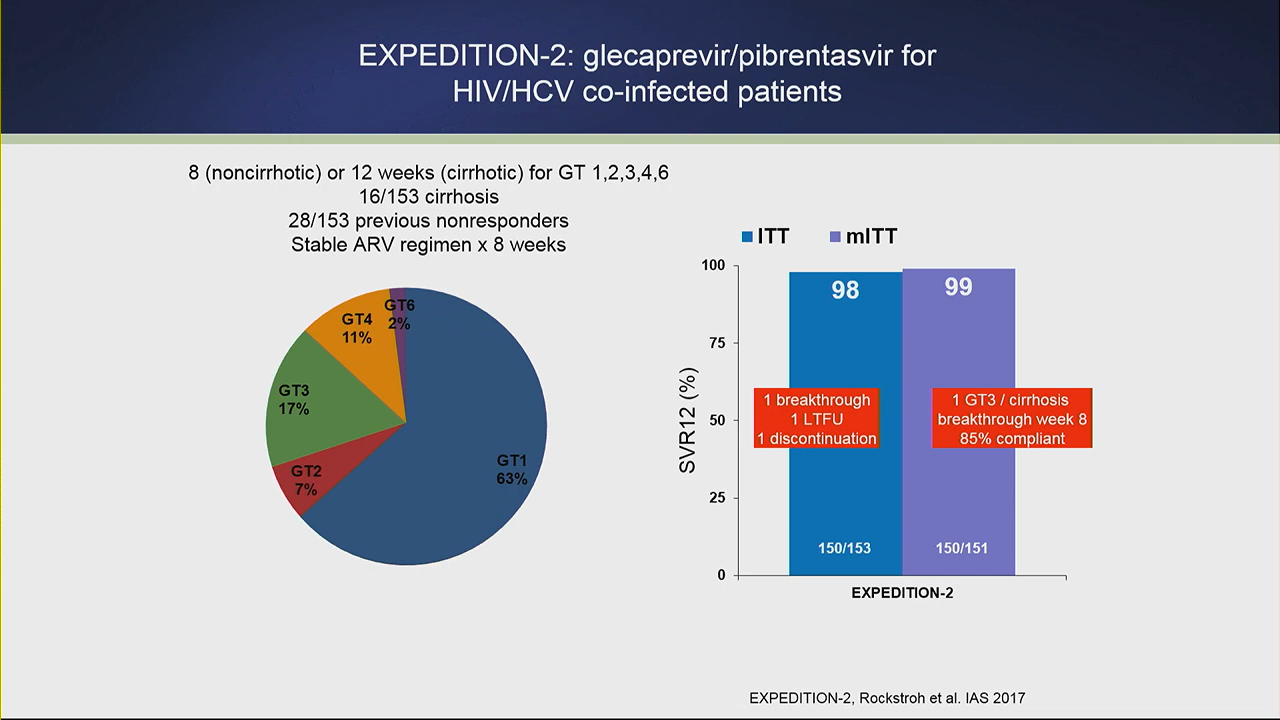 EXPEDITION-2: glecaprevir/pibrentasvir for
HIV/HCV co-infected patients
8 (noncirrhotic) or 12 weeks (cirrhotic) for GT 1,2,3,4,6
16/153 cirrhosis
28/153 previous nonresponders
Stable ARV regimen x 8 weeks
GT6
2%
GT4
11%
GT3
17%
GT2
7%
GT1
63%
ITT
mITT
SVR12 (%)
100
75
50
25
0
98
99
1 breakthrough
1 LTFU
1 discontinuation
1 GT3 / cirrhosis
breakthrough week 8
85% compliant
150/153
150/151
EXPEDITION-2
EXPEDITION-2, Rockstroh et al. IAS 2017